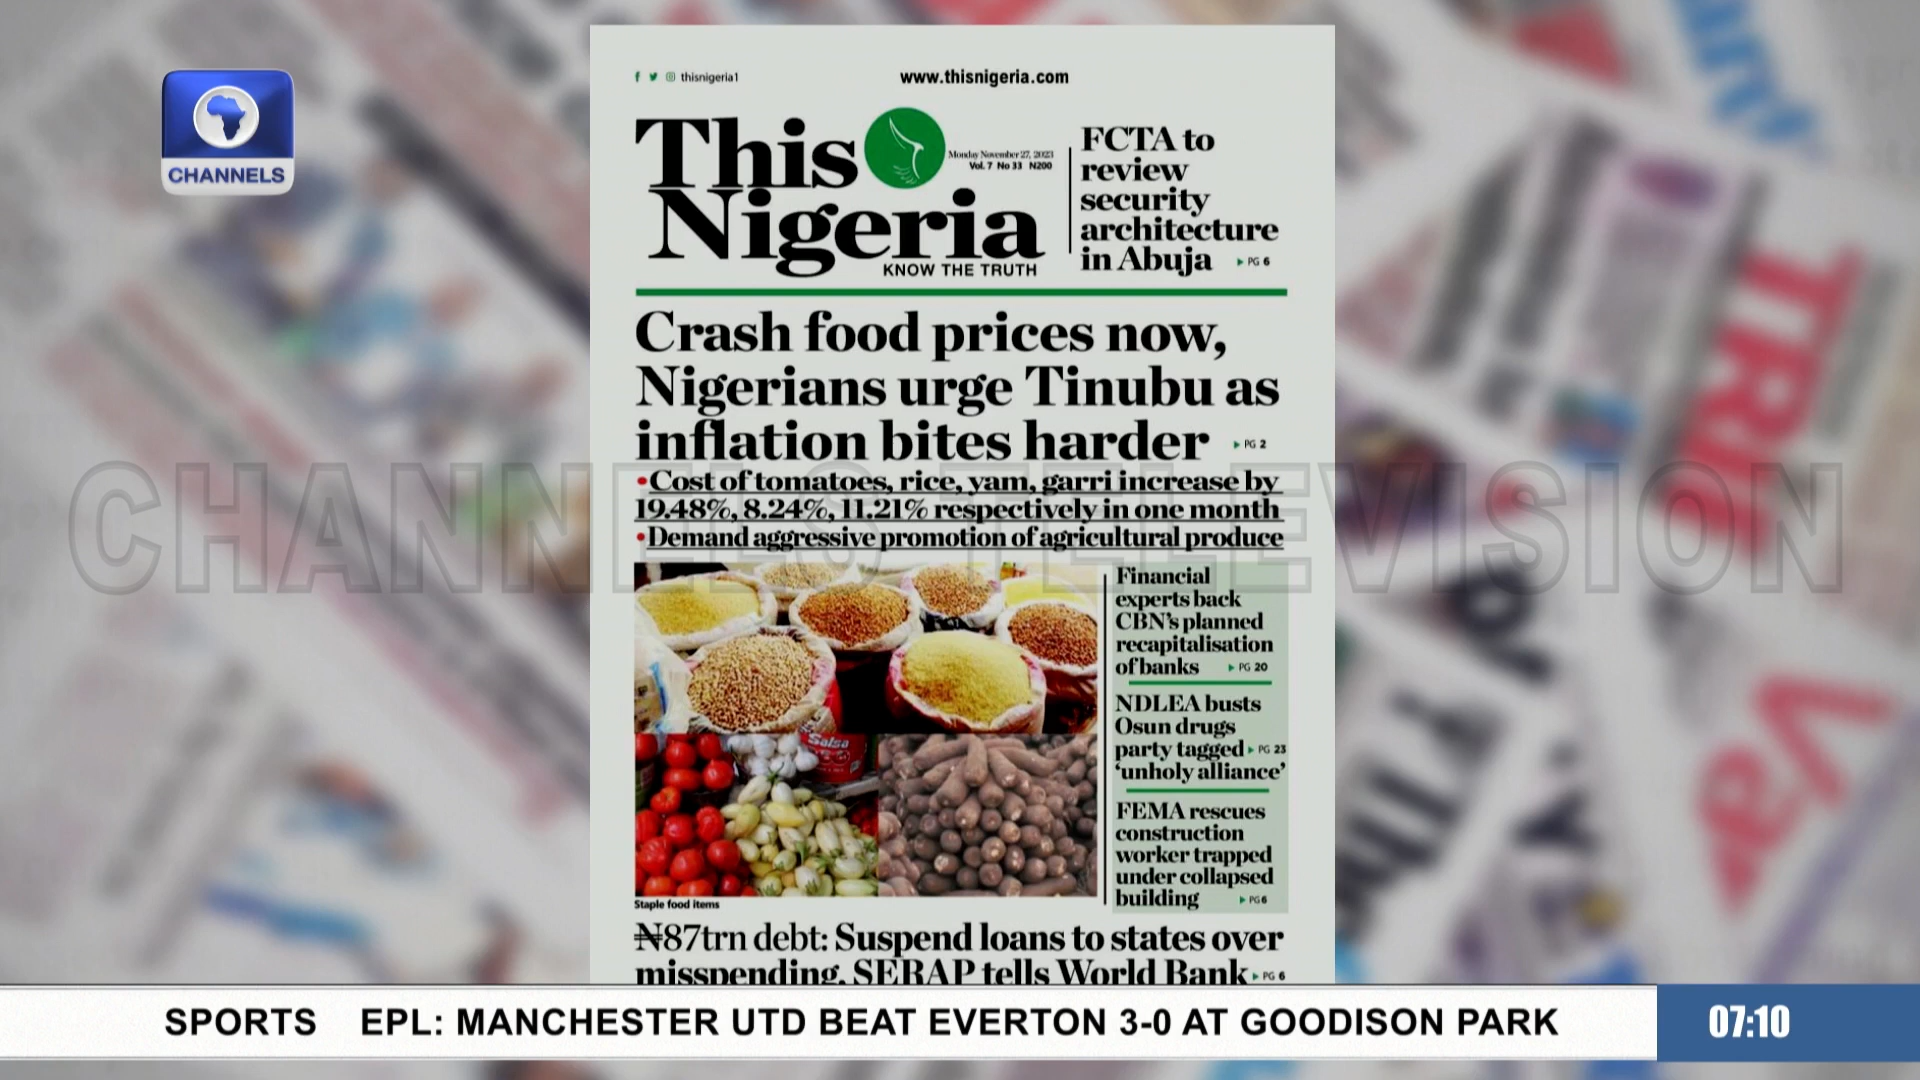 CHANNELS
thisnigeria1
www.thisnigeria.com
This
Nigeria
KNOW THE TRUTH
Monday November 27, 2023
Vol. 7 No 33 N200
FCTA to
review
security
architecture
in Abuja
PG 6
Crash food prices now,
Nigerians urge Tinubu as
inflation bites harder
PG 2
•Cost of tomatoes, rice, yam, garri increase by
19.48%, 8.24%, 11.21% respectively in one month
•Demand aggressive promotion of agricultural produce
CHANNELS TELEVISION
Salsa
Staple food items
Financial
experts back
CBN's planned
recapitalisation
of banks PG 20
NDLEA busts
Osun drugs
party tagged PG 23
‘unholy alliance’
FEMA rescues
construction
worker trapped
under collapsed
building PG 6
₦87trn debt: Suspend loans to states over
misspending, SERAP tells World Bank PG 6
TRIB
SPORTS EPL: MANCHESTER UTD BEAT EVERTON 3-0 AT GOODISON PARK
07:10